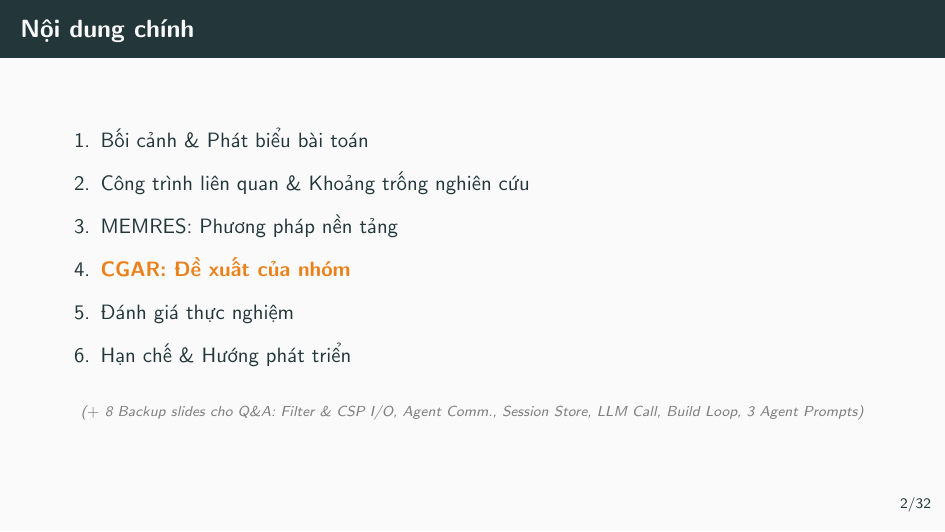 Nội dung chính
1. Bối cảnh & Phát biểu bài toán
2. Công trình liên quan & Khoảng trống nghiên cứu
3. MEMRES: Phương pháp nền tảng
4. CGAR: Đề xuất của nhóm
5. Đánh giá thực nghiệm
6. Hạn chế & Hướng phát triển
(+ 8 Backup slides cho Q&A: Filter & CSP I/O, Agent Comm., Session Store, LLM Call, Build Loop, 3 Agent Prompts)
2/32